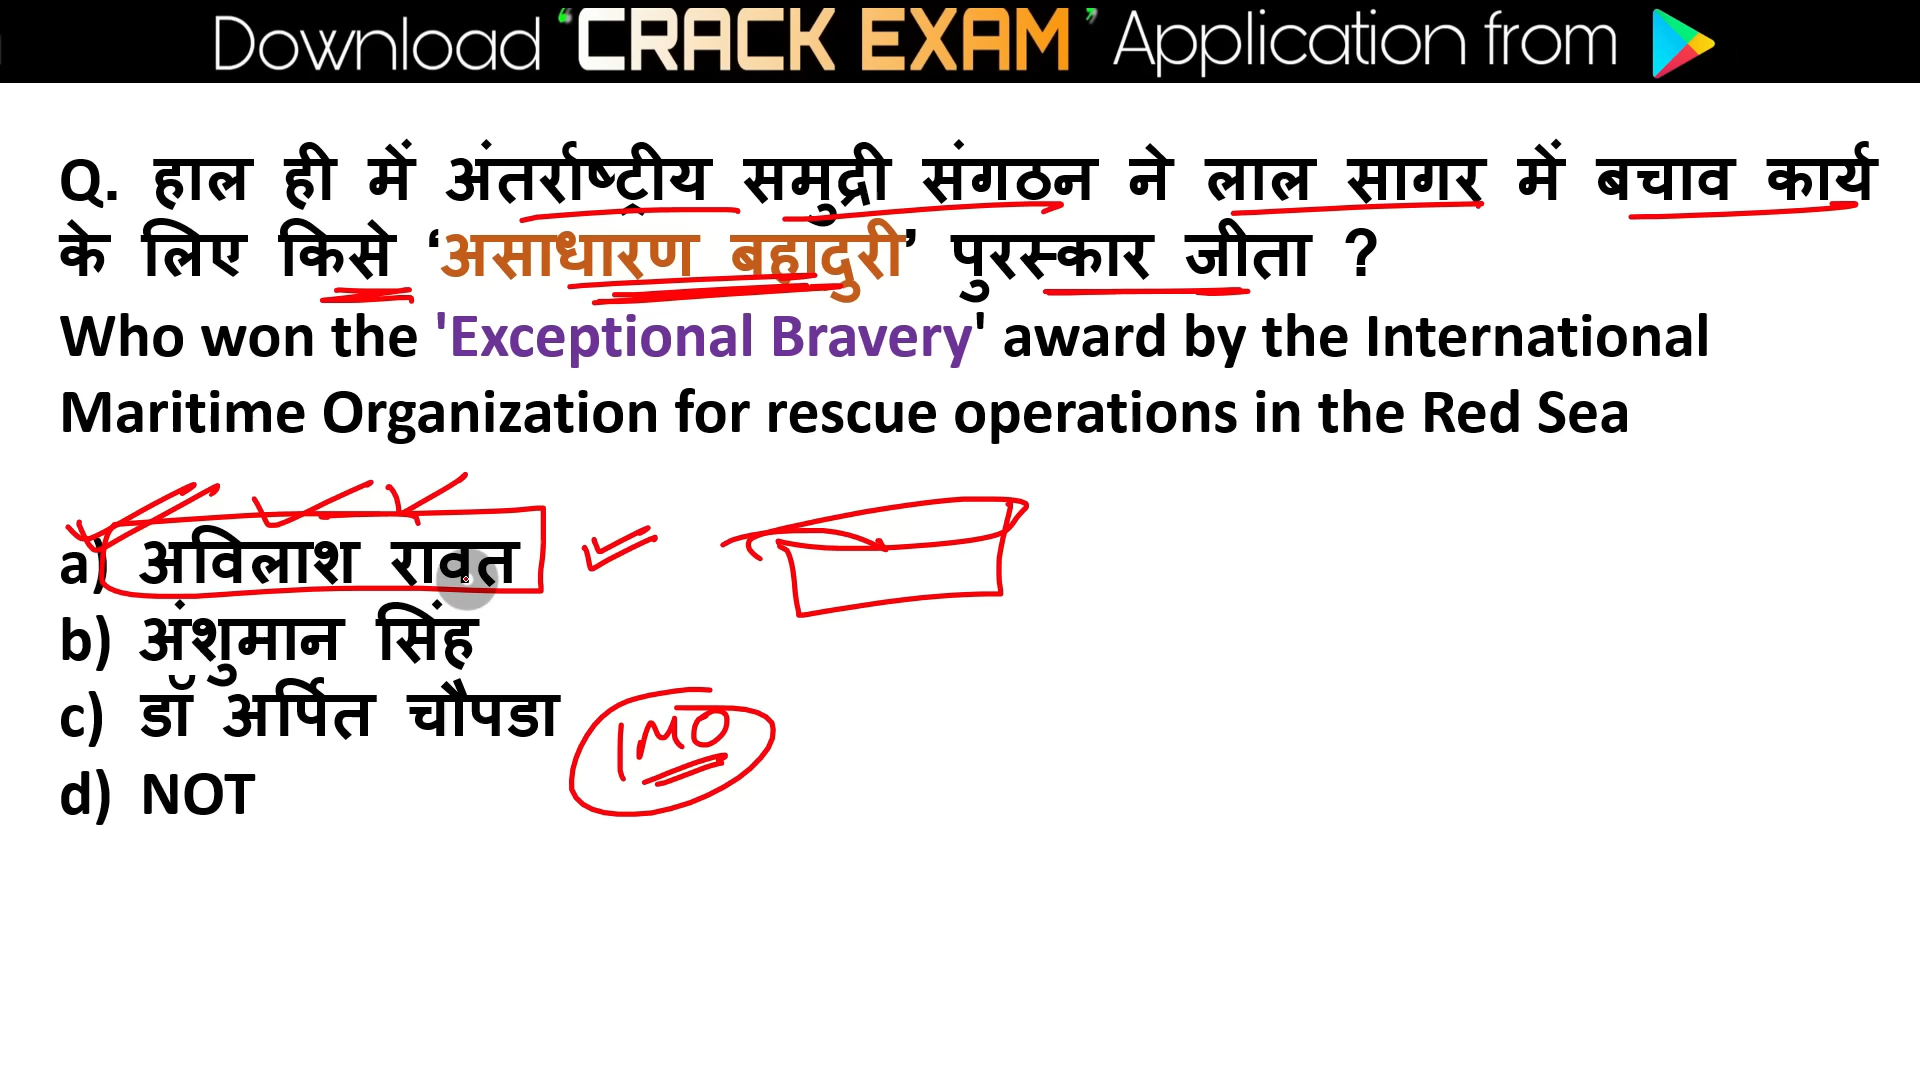 Download ‘CRACK EXAM’ Application from
Q. हाल ही में अंतर्राष्ट्रीय समुद्री संगठन ने लाल सागर में बचाव कार्य
के लिए किसे ‘असाधारण बहादुरी’ पुरस्कार जीता ?
Who won the 'Exceptional Bravery' award by the International
Maritime Organization for rescue operations in the Red Sea
a) अविलाश रावत
b) अंशुमान सिंह
c) डॉ अर्पित चौपडा
IMO
d) NOT